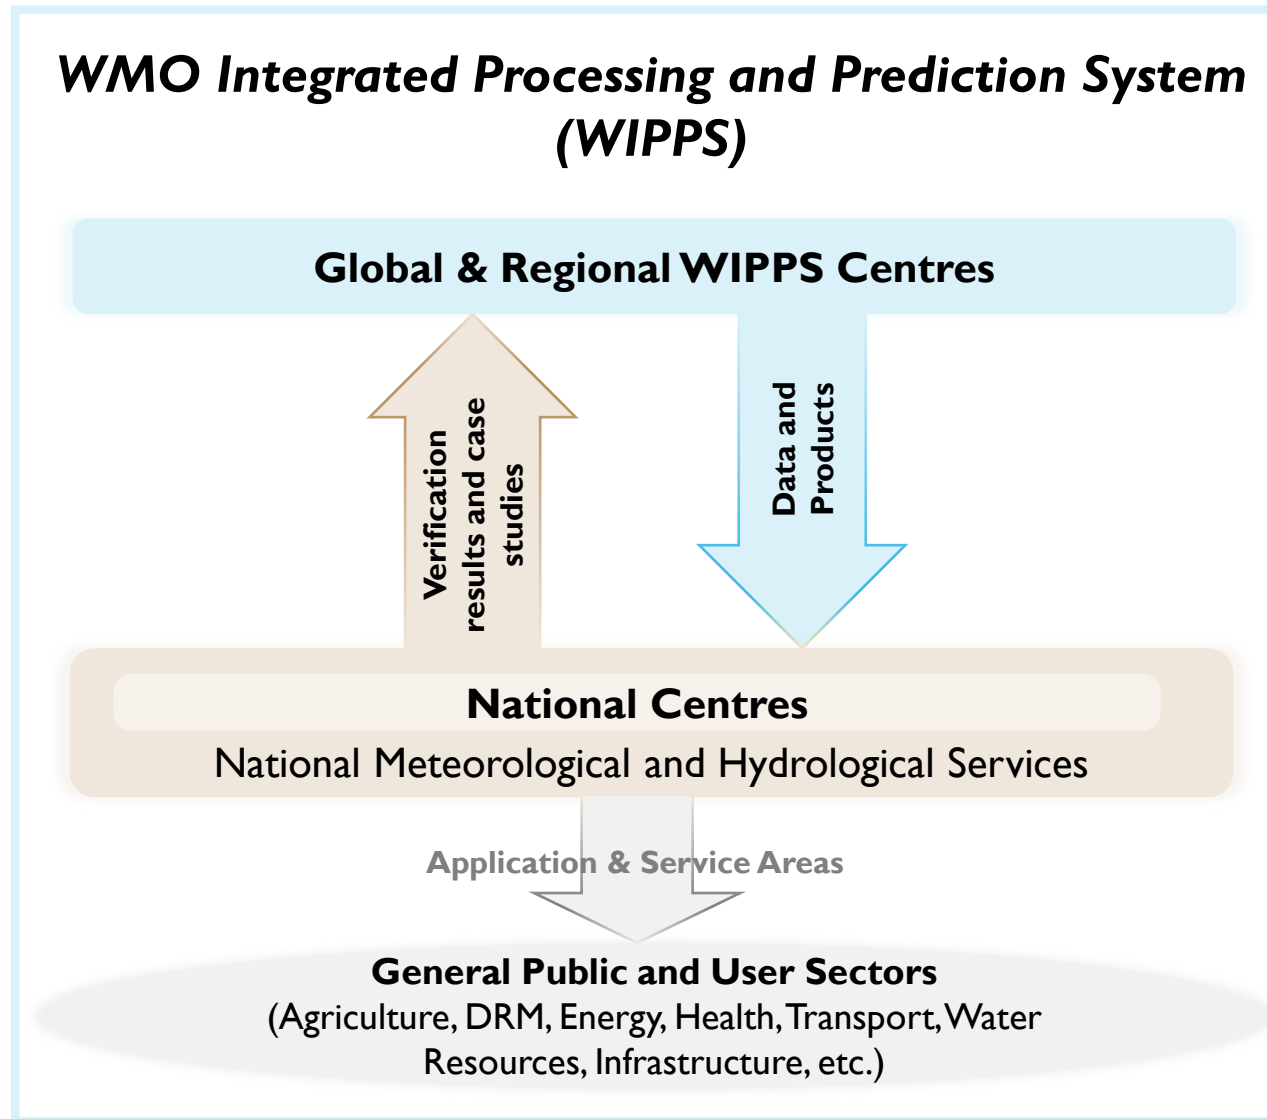 WMO Integrated Processing and Prediction System
(WIPPS)
Global & Regional WIPPS Centres
Verification
results and case
studies
Data and
Products
National Centres
National Meteorological and Hydrological Services
Application & Service Areas
General Public and User Sectors
(Agriculture, DRM, Energy, Health, Transport, Water
Resources, Infrastructure, etc.)